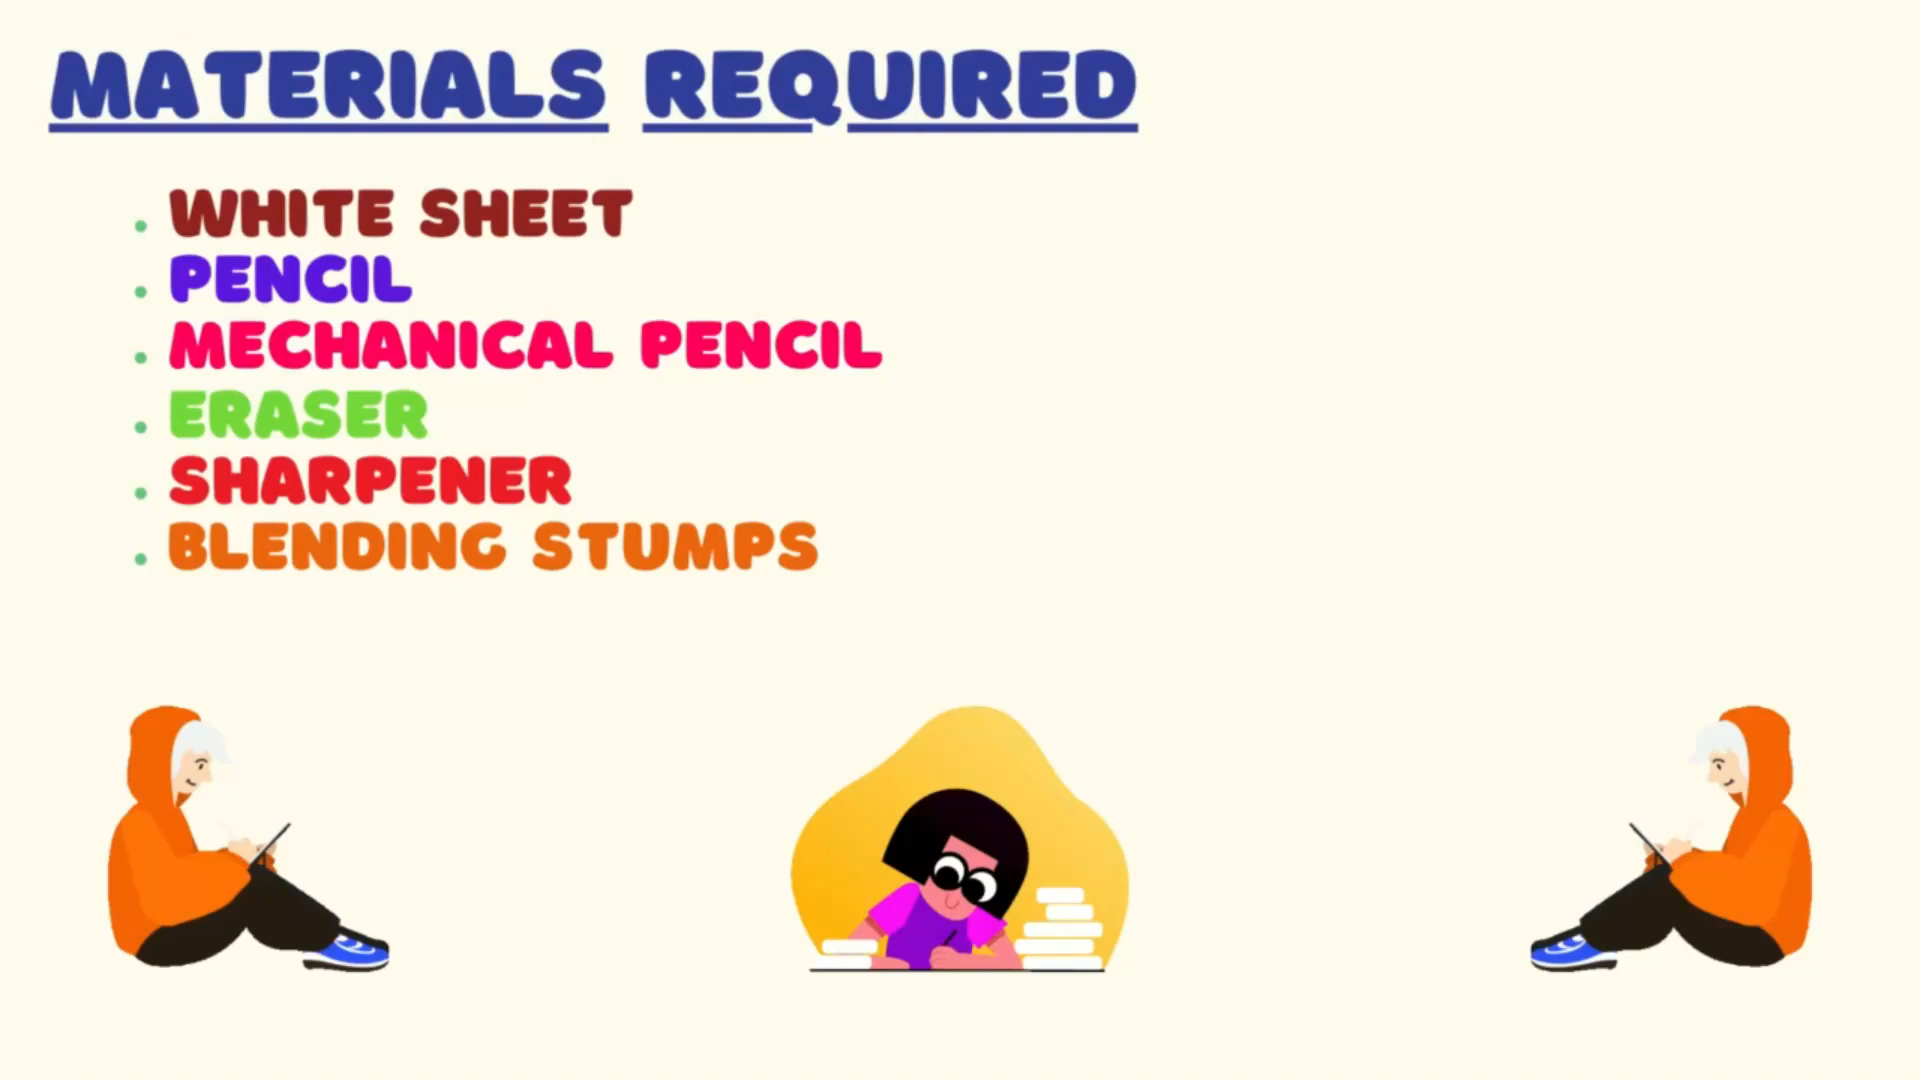 MATERIALS REQUIRED
WHITE SHEET
PENCIL
MECHANICAL PENCIL
ERASER
SHARPENER
BLENDING STUMPS